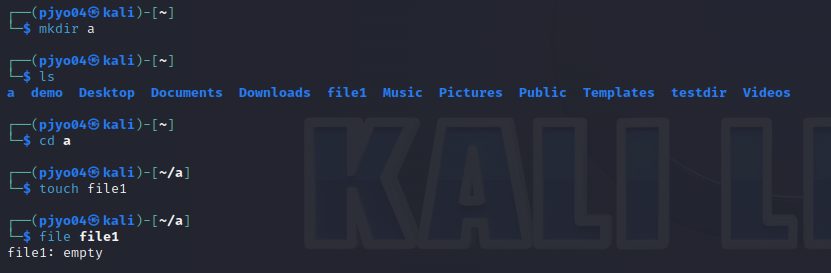 ┌──(pjyo04㉿kali)-[~]
└─$ mkdir a
┌──(pjyo04㉿kali)-[~]
└─$ ls
a  demo  Desktop  Documents  Downloads  file1  Music  Pictures  Public  Templates  testdir  Videos
┌──(pjyo04㉿kali)-[~]
└─$ cd a
┌──(pjyo04㉿kali)-[~/a]
└─$ touch file1
┌──(pjyo04㉿kali)-[~/a]
└─$ file file1
file1: empty
KALI LI